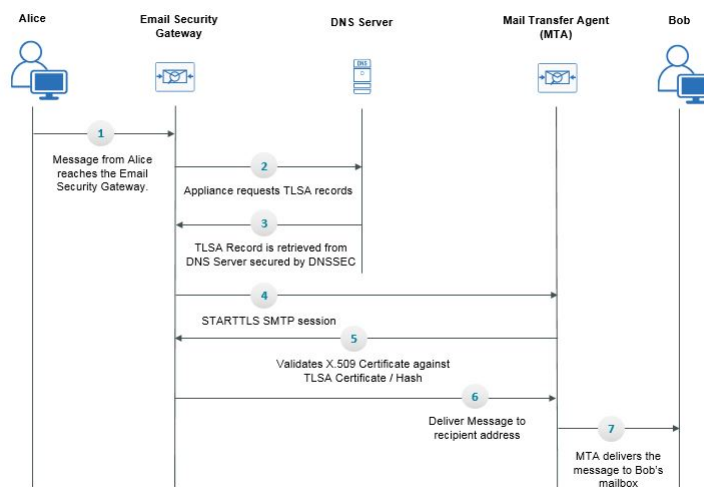 Alice
Email Security
Gateway
DNS Server
Mail Transfer Agent
(MTA)
Bob
DNS
1
Message from Alice
reaches the Email
Security Gateway.
2
Appliance requests TLSA records
3
TLSA Record is retrieved from
DNS Server secured by DNSSEC
4
STARTTLS SMTP session
5
Validates X.509 Certificate against
TLSA Certificate / Hash
6
Deliver Message to
recipient address
7
MTA delivers the
message to Bob's
mailbox